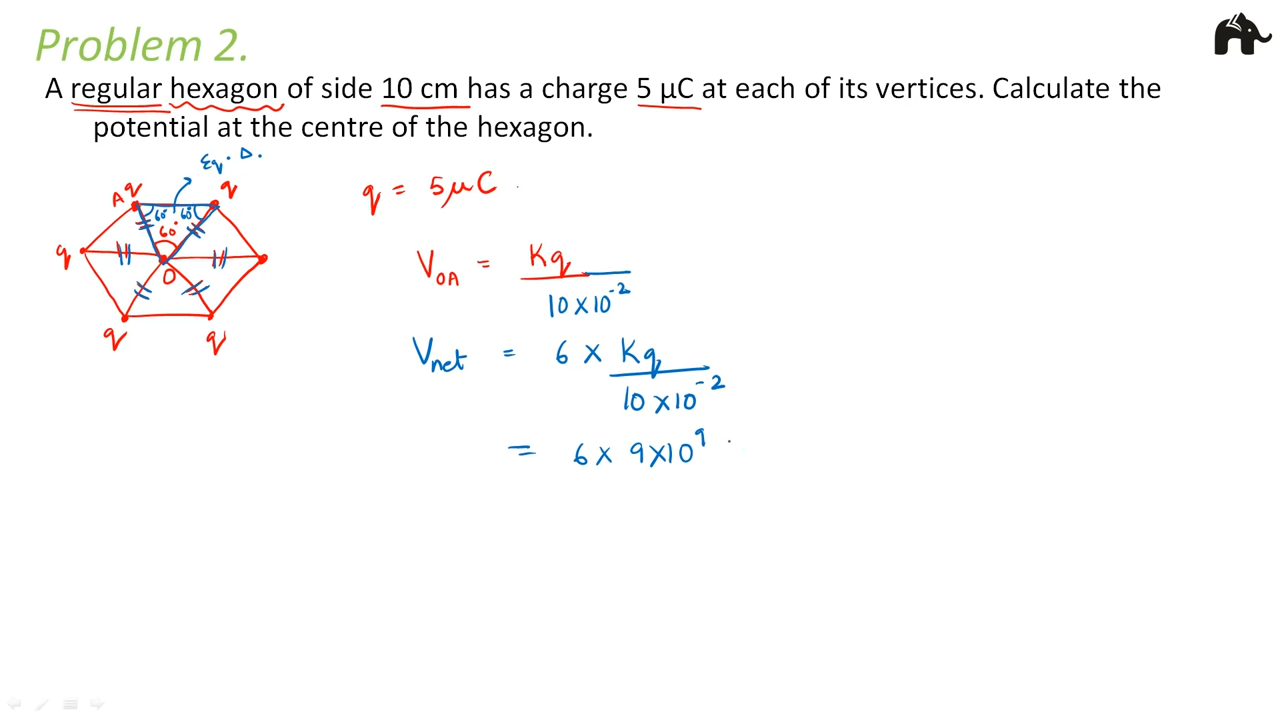 Problem 2.
A regular hexagon of side 10 cm has a charge 5 μC at each of its vertices. Calculate the
potential at the centre of the hexagon.
Eq. Δ.
A q q
60° 60°
60°
q
O
q q
q = 5μC
V_OA = Kq / 10×10⁻²
V_net = 6 × Kq / 10×10⁻²
= 6 × 9×10⁹